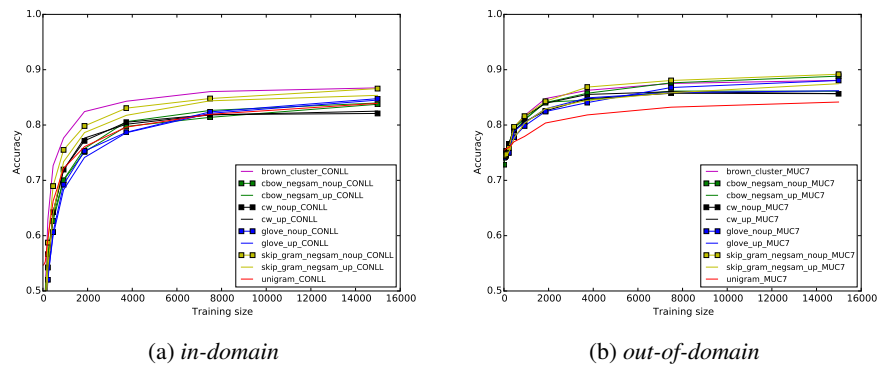 1.0
0.9
0.8
0.7
0.6
0.5
0
2000
4000
6000
8000
10000
12000
14000
16000
Accuracy
Training size
brown_cluster_CONLL
cbow_negsam_noup_CONLL
cbow_negsam_up_CONLL
cw_noup_CONLL
cw_up_CONLL
glove_noup_CONLL
glove_up_CONLL
skip_gram_negsam_noup_CONLL
skip_gram_negsam_up_CONLL
unigram_CONLL
(a) in-domain
1.0
0.9
0.8
0.7
0.6
0.5
0
2000
4000
6000
8000
10000
12000
14000
16000
Accuracy
Training size
brown_cluster_MUC7
cbow_negsam_noup_MUC7
cbow_negsam_up_MUC7
cw_noup_MUC7
cw_up_MUC7
glove_noup_MUC7
glove_up_MUC7
skip_gram_negsam_noup_MUC7
skip_gram_negsam_up_MUC7
unigram_MUC7
(b) out-of-domain